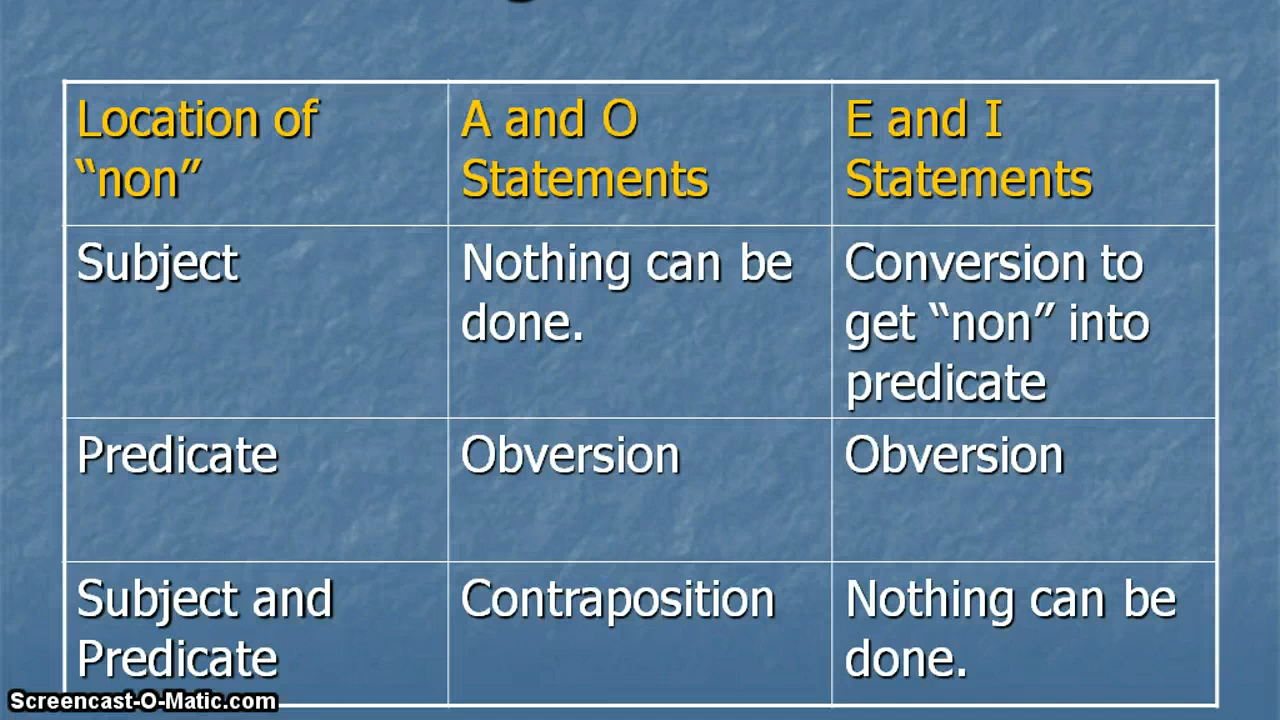 Location of
“non”
A and O
Statements
E and I
Statements
Subject
Nothing can be
done.
Conversion to
get “non” into
predicate
Predicate
Obversion
Obversion
Subject and
Predicate
Contraposition
Nothing can be
done.
Screencast-O-Matic.com